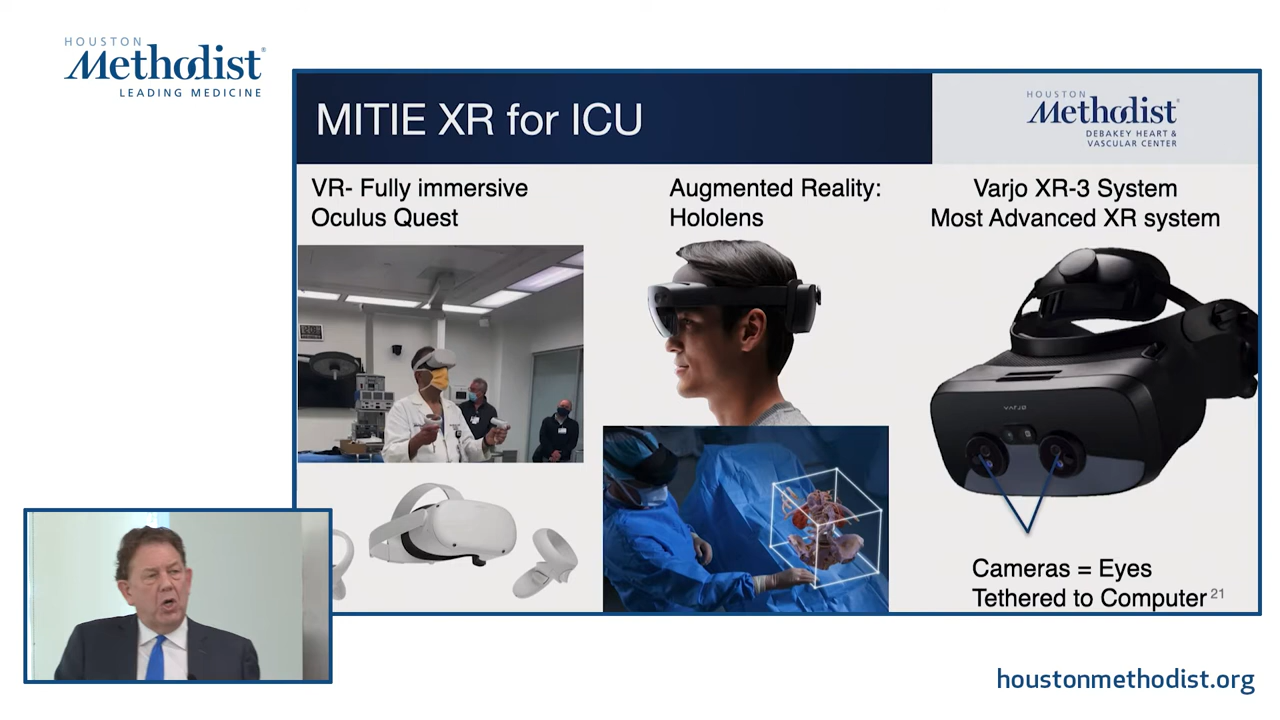 HOUSTON
Methodist
LEADING MEDICINE
MITIE XR for ICU
HOUSTON
Methodist
DEBAKEY HEART &
VASCULAR CENTER
VR- Fully immersive
Oculus Quest
Augmented Reality:
Hololens
Varjo XR-3 System
Most Advanced XR system
VARJO
Cameras = Eyes
Tethered to Computer 21
houstonmethodist.org